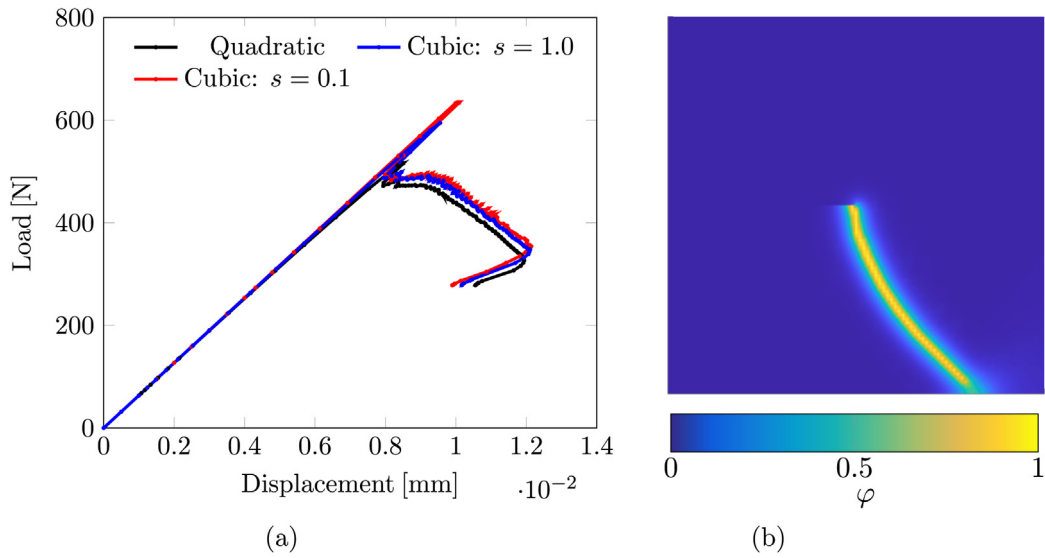 800
600
400
200
0
Load [N]
Quadratic
Cubic: s = 1.0
Cubic: s = 0.1
0 0.2 0.4 0.6 0.8 1 1.2 1.4
Displacement [mm]
·10⁻²
(a)
0 0.5 1
φ
(b)